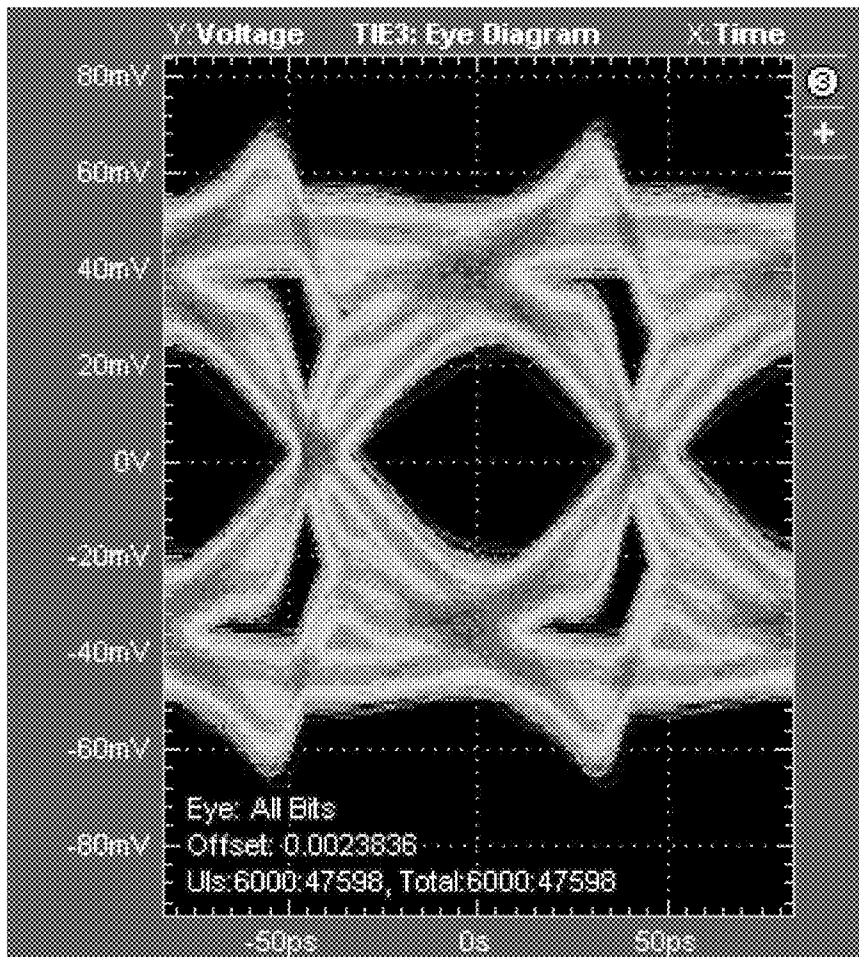 Y:Voltage TIE3: Eye Diagram X:Time
80mV
60mV
40mV
20mV
0V
-20mV
-40mV
-60mV
-80mV
3
+
Eye: All Bits
Offset: 0.0023836
UIs:6000:47598, Total:6000:47598
-50ps 0s 50ps